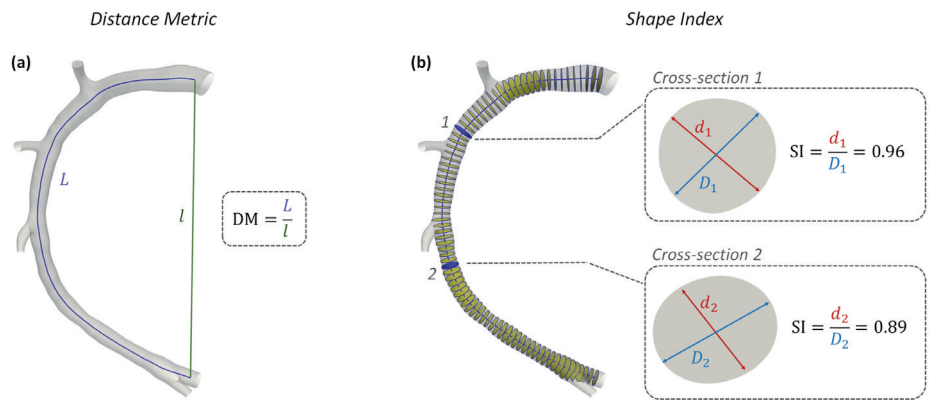 Distance Metric
Shape Index
(a)
(b)
L
l
DM = L/l
1
2
Cross-section 1
d₁
D₁
SI = d₁/D₁ = 0.96
Cross-section 2
d₂
D₂
SI = d₂/D₂ = 0.89